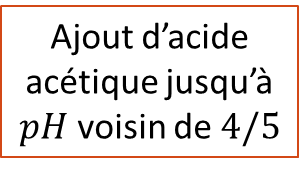 Ajout d’acide
acétique jusqu’à
pH voisin de 4/5